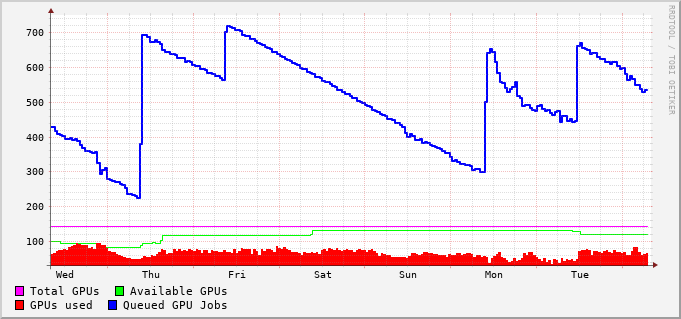 700
600
500
400
300
200
100
Wed Thu Fri Sat Sun Mon Tue
Total GPUs Available GPUs
GPUs used Queued GPU Jobs
RRDTOOL / TOBI OETIKER